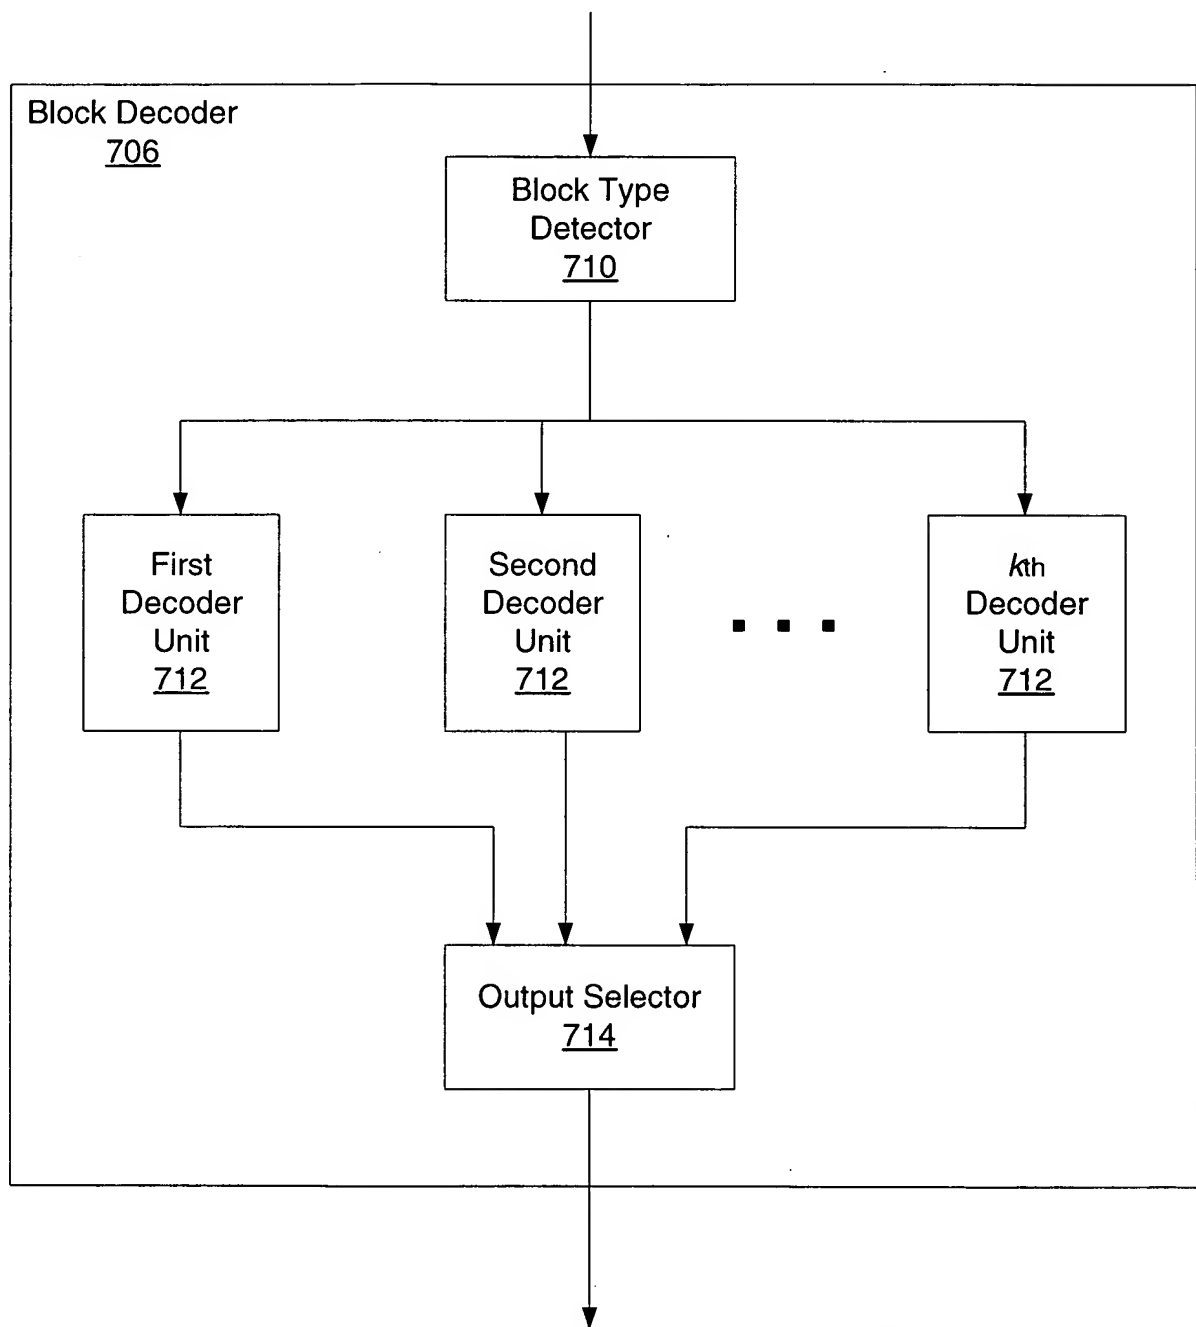 Block Decoder
706
Block Type
Detector
710
First
Decoder
Unit
712
Second
Decoder
Unit
712
kth
Decoder
Unit
712
Output Selector
714